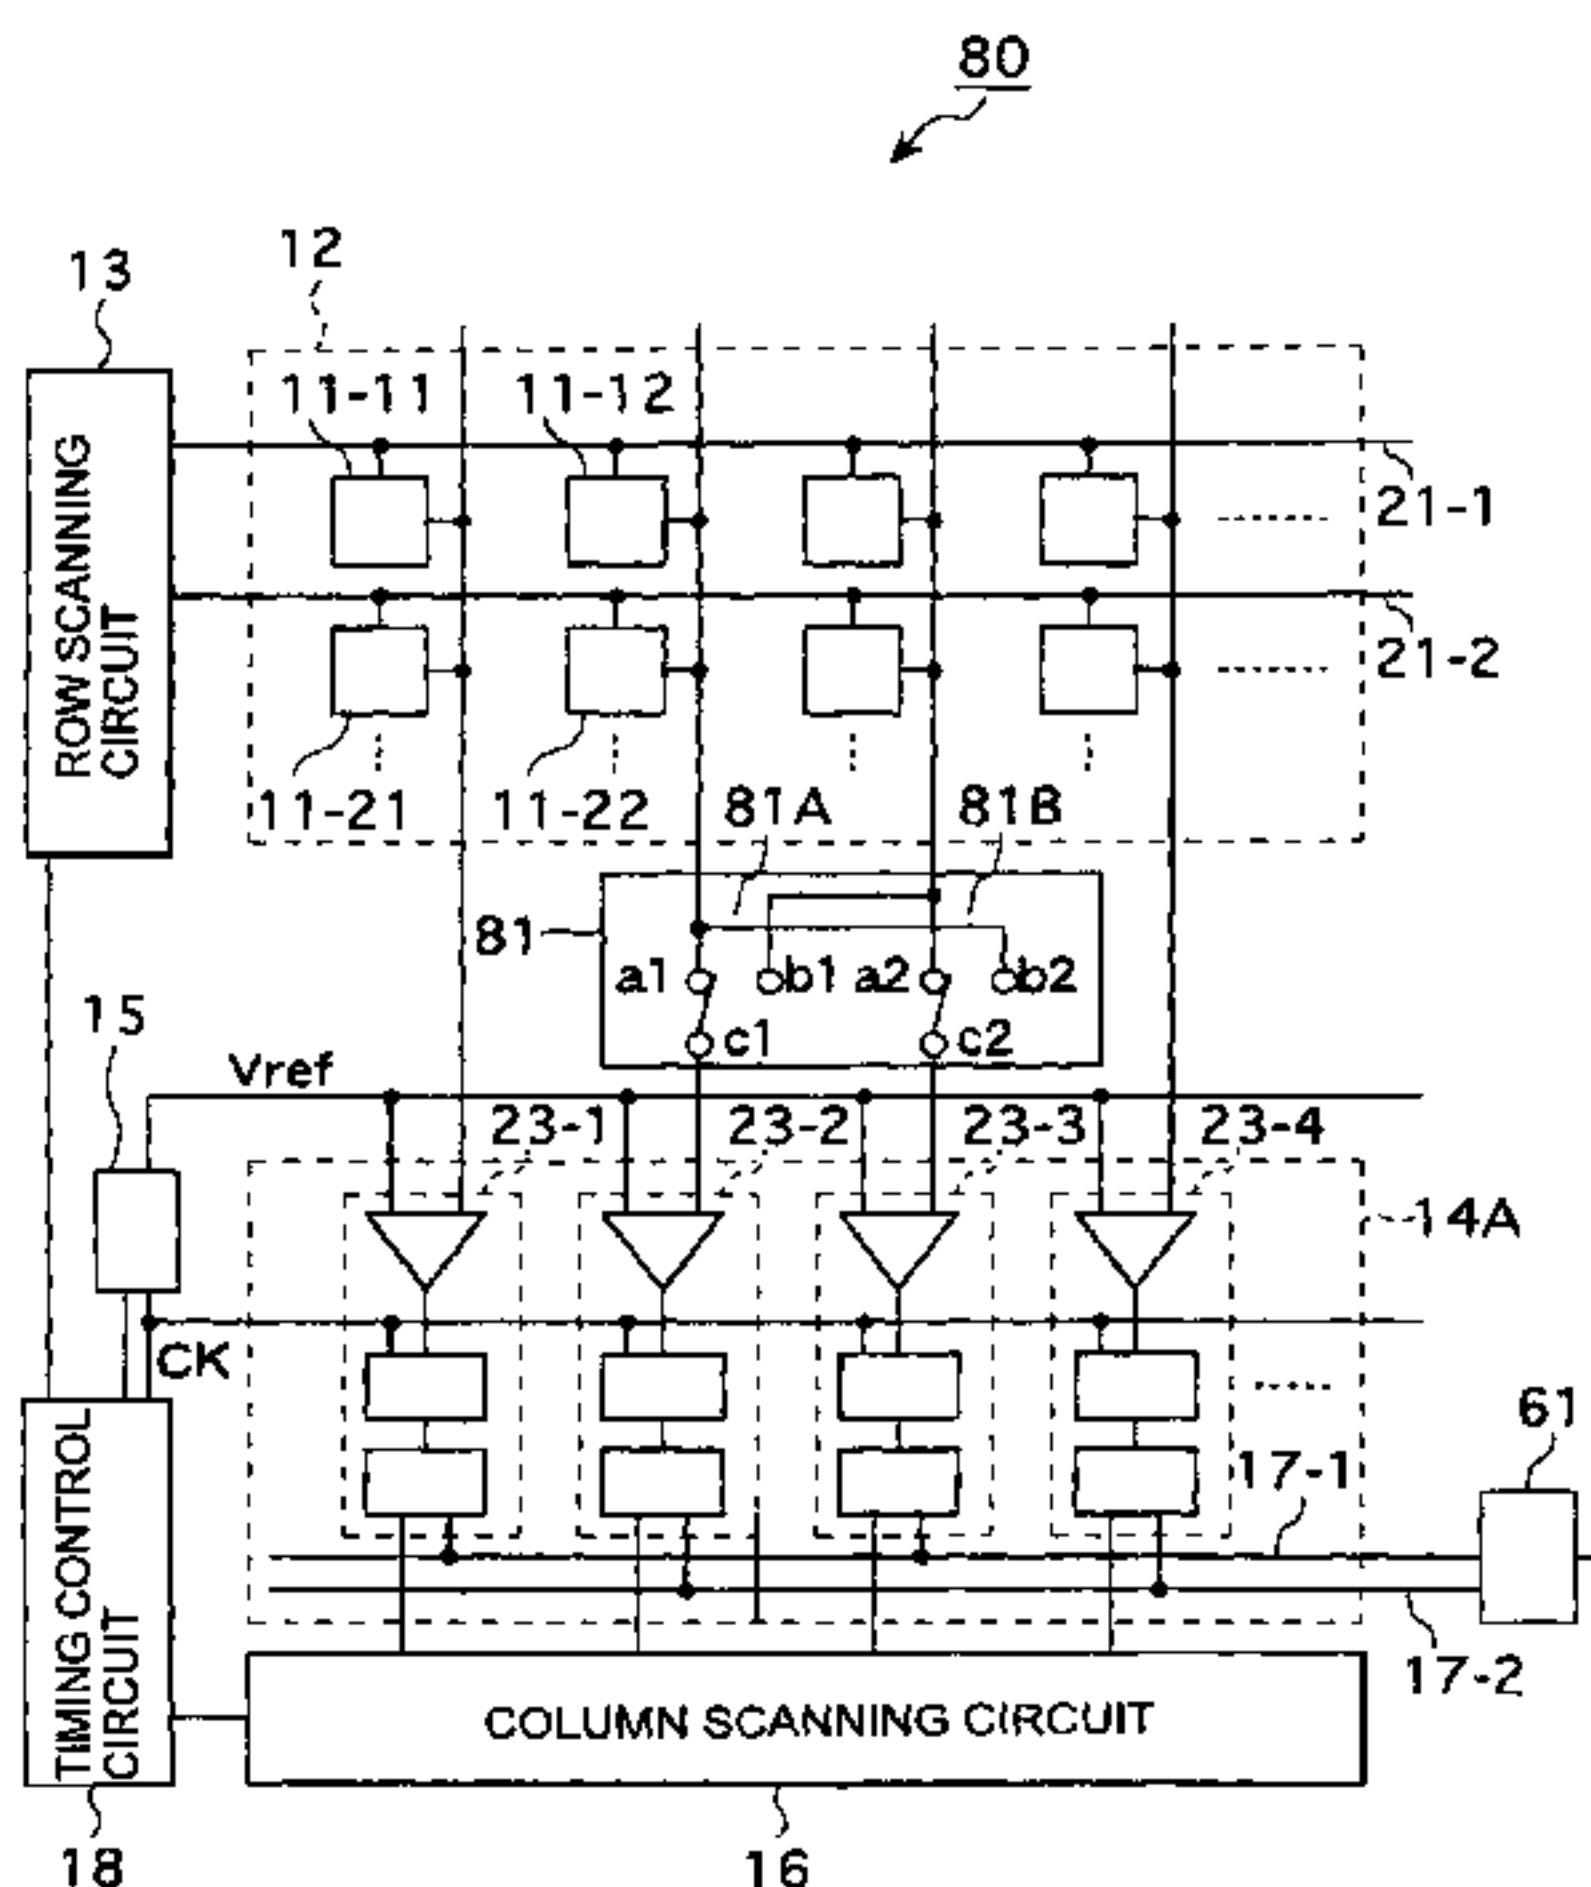 80
12
13
11-11
11-12
21-1
ROW SCANNING
CIRCUIT
21-2
11-21
11-22
81A
81B
81
a1
b1
a2
b2
15
c1
c2
Vref
23-1
23-2
23-3
23-4
14A
CK
61
17-1
TIMING CONTROL
CIRCUIT
17-2
COLUMN SCANNING CIRCUIT
18
16